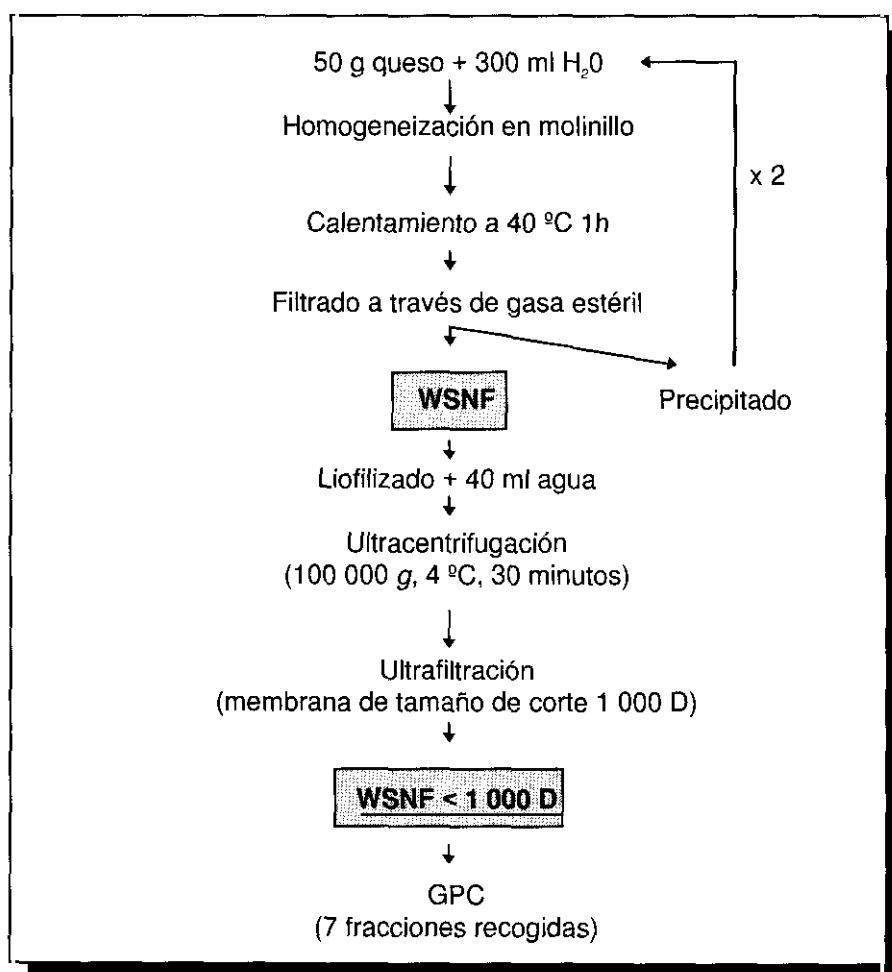 50 g queso + 300 ml H₂0
Homogeneización en molinillo
x 2
Calentamiento a 40 ºC 1h
Filtrado a través de gasa estéril
WSNF
Precipitado
Liofilizado + 40 ml agua
Ultracentrifugación
(100 000 g, 4 ºC, 30 minutos)
Ultrafiltración
(membrana de tamaño de corte 1 000 D)
WSNF < 1 000 D
GPC
(7 fracciones recogidas)